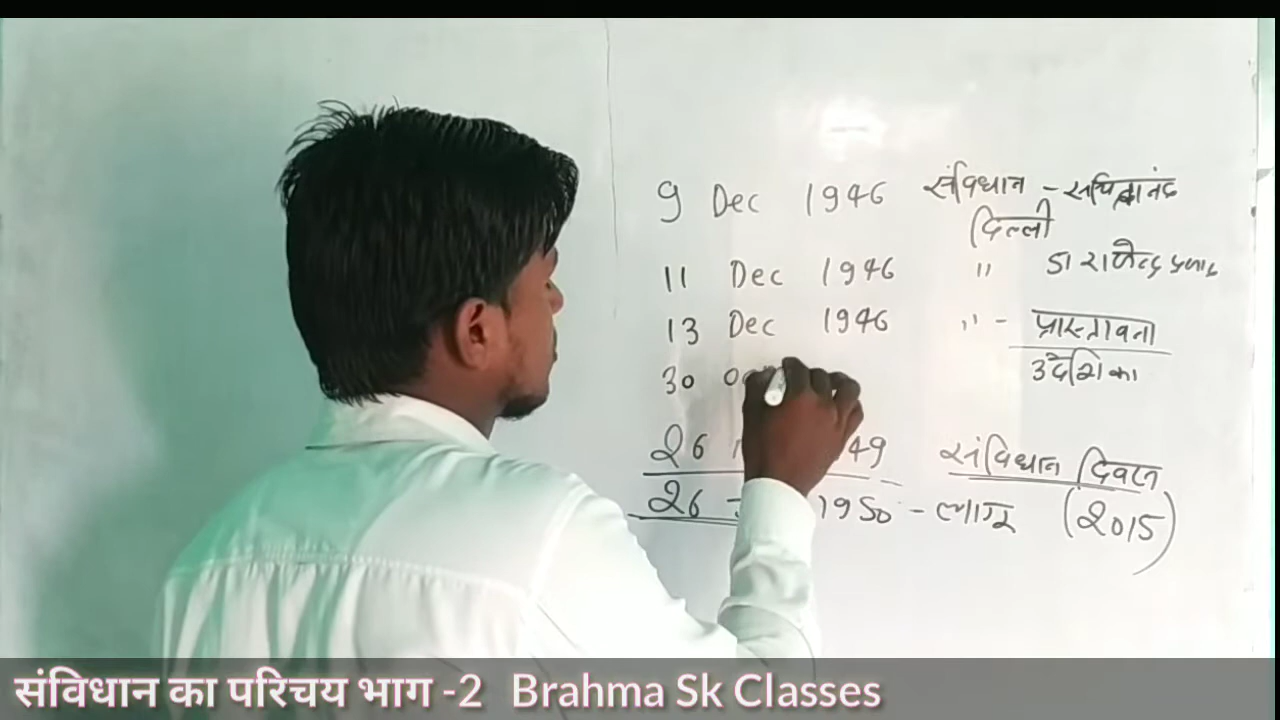 9 Dec 1946 संविधान -
दिल्ली
11 Dec 1946 " डा राजेन्द्र प्रसाद
13 Dec 1946 " - प्रास्तावना
30 उदेशिका
26 49 संविधान दिवस
26 1950 - लागू (2015)
संविधान का परिचय भाग -2 Brahma Sk Classes